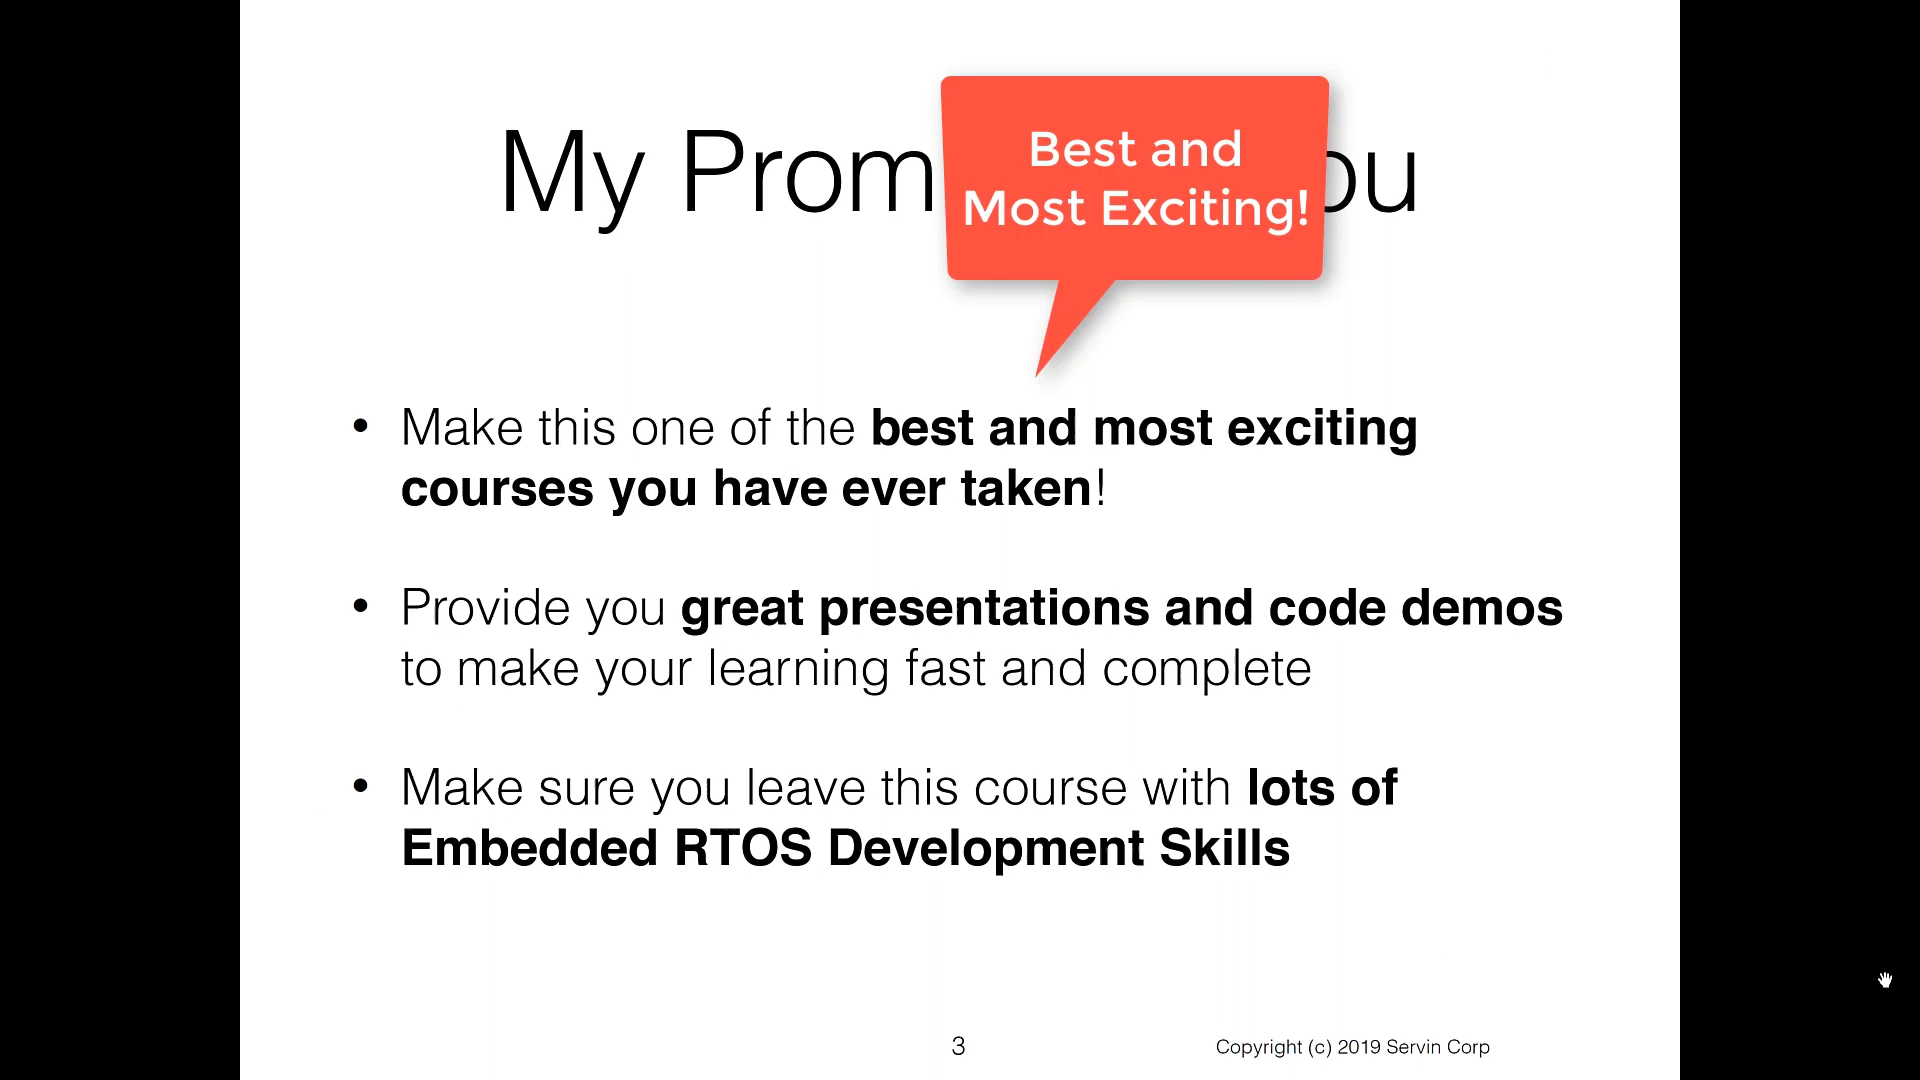 Best and
Most Exciting!
My
• Make this one of the best and most exciting
courses you have ever taken!
• Provide you great presentations and code demos
to make your learning fast and complete
• Make sure you leave this course with lots of
Embedded RTOS Development Skills
3
Copyright (c) 2019 Servin Corp